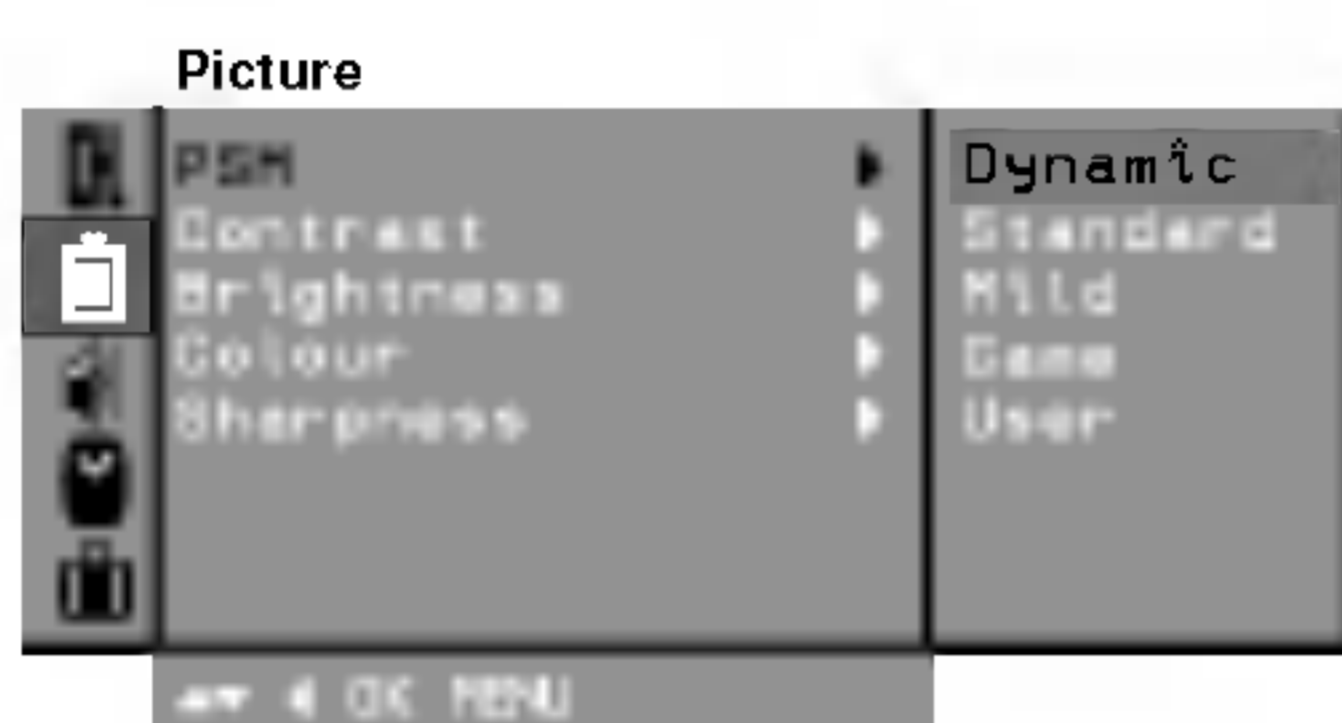 Picture
PSM
Contrast
Brightness
Colour
Sharpness
Dynamic
Standard
Mild
Game
User
OK MENU